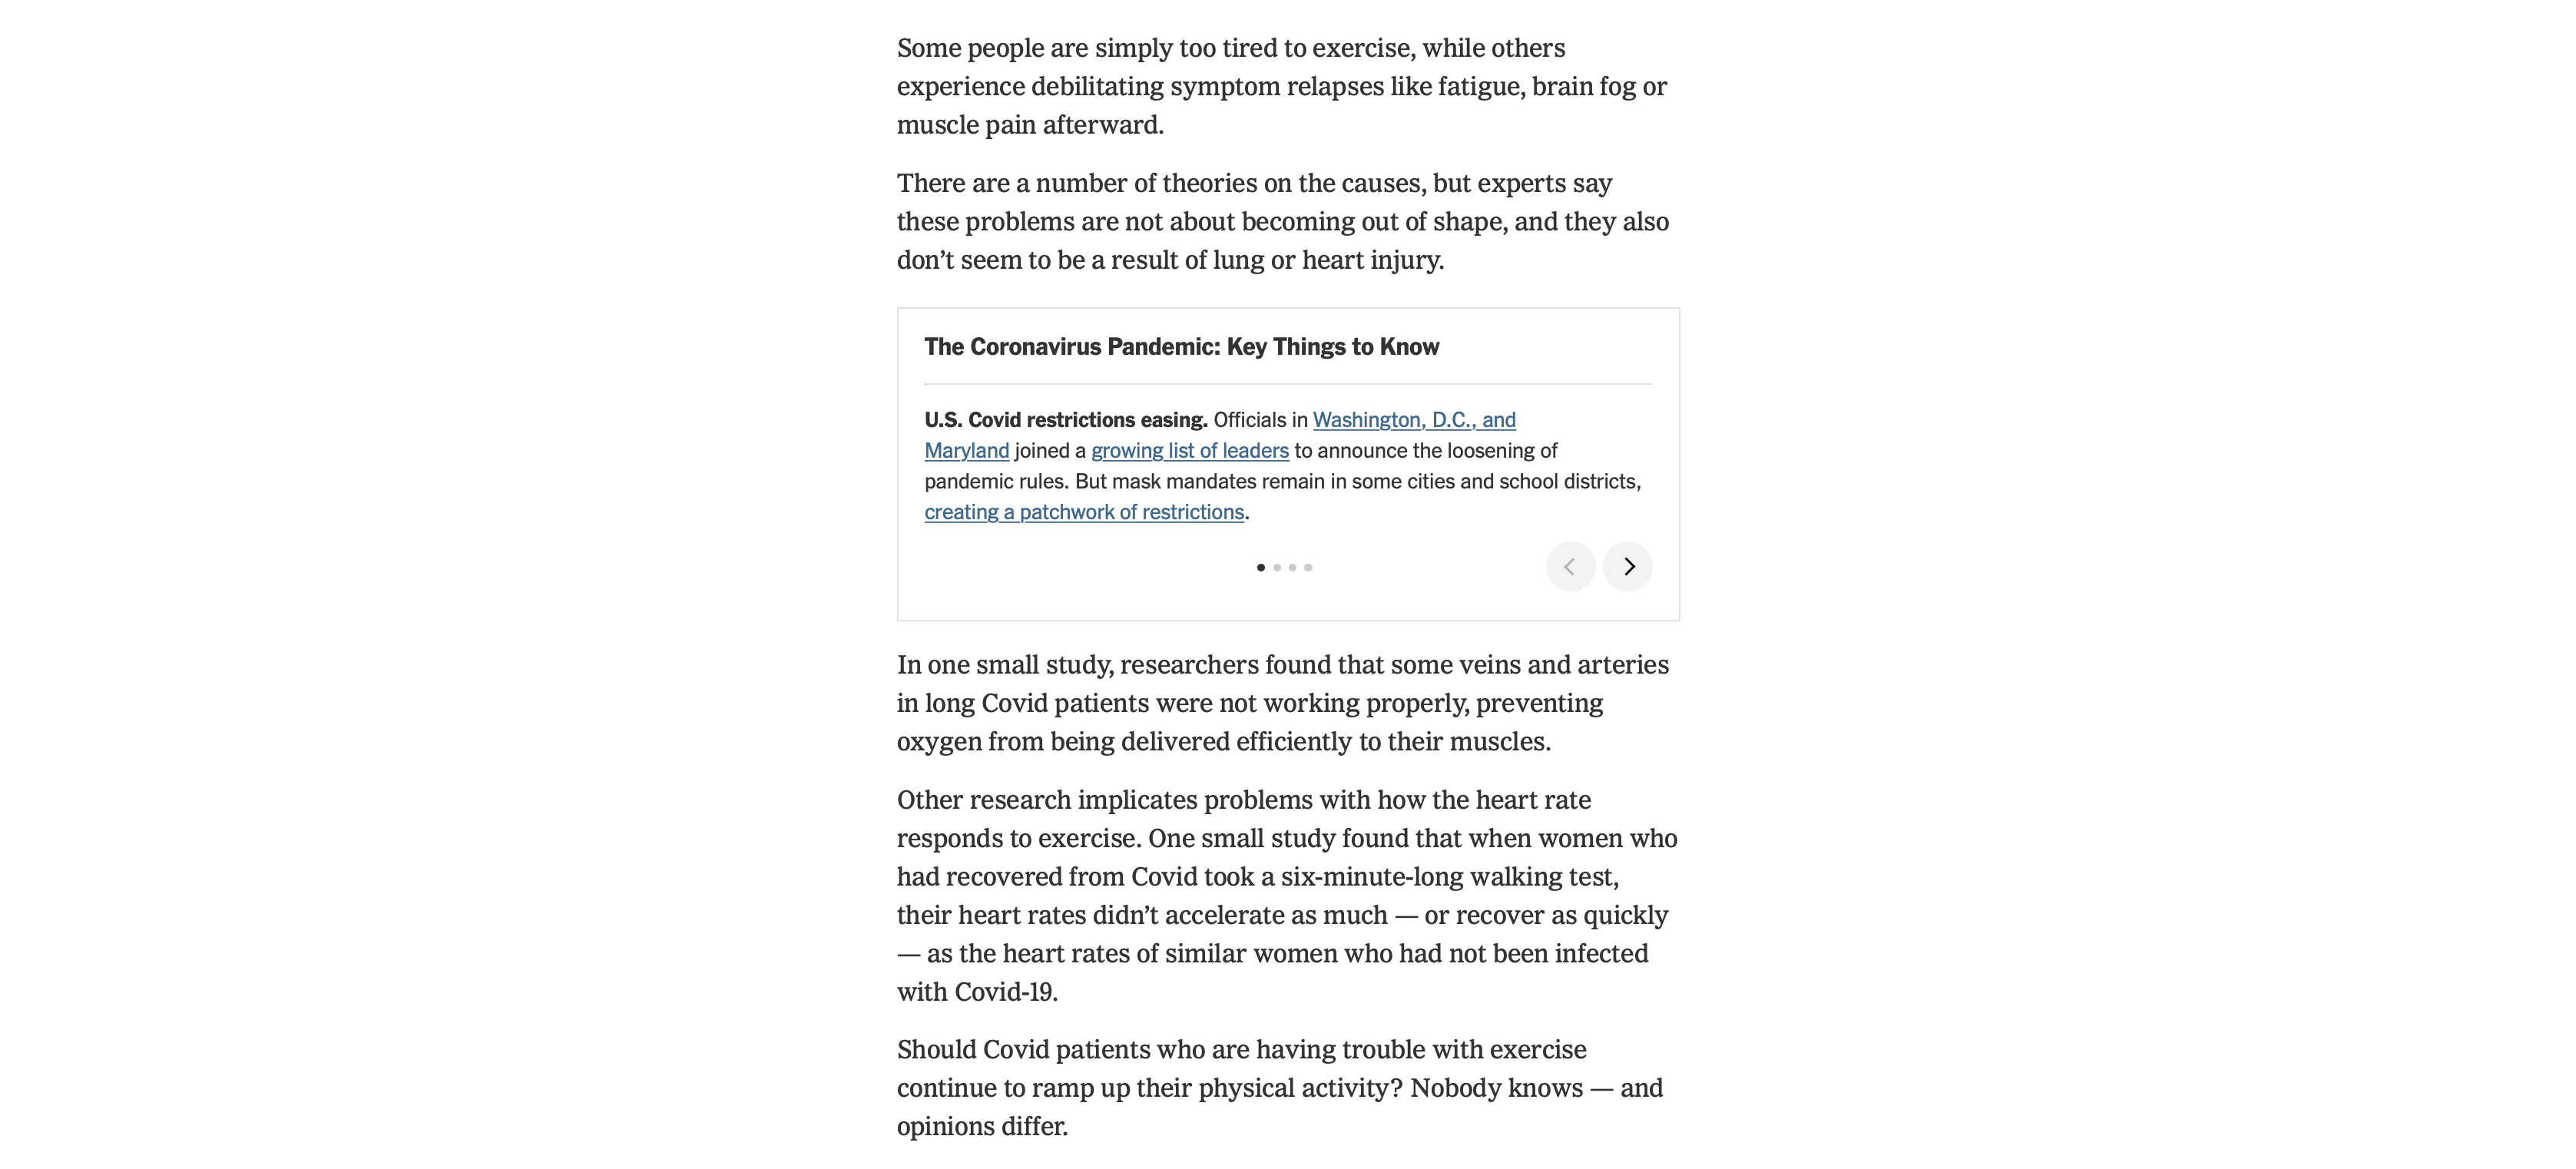 Some people are simply too tired to exercise, while others
experience debilitating symptom relapses like fatigue, brain fog or
muscle pain afterward.
There are a number of theories on the causes, but experts say
these problems are not about becoming out of shape, and they also
don’t seem to be a result of lung or heart injury.
The Coronavirus Pandemic: Key Things to Know
U.S. Covid restrictions easing. Officials in Washington, D.C., and
Maryland joined a growing list of leaders to announce the loosening of
pandemic rules. But mask mandates remain in some cities and school districts,
creating a patchwork of restrictions.
In one small study, researchers found that some veins and arteries
in long Covid patients were not working properly, preventing
oxygen from being delivered efficiently to their muscles.
Other research implicates problems with how the heart rate
responds to exercise. One small study found that when women who
had recovered from Covid took a six-minute-long walking test,
their heart rates didn’t accelerate as much — or recover as quickly
— as the heart rates of similar women who had not been infected
with Covid-19.
Should Covid patients who are having trouble with exercise
continue to ramp up their physical activity? Nobody knows — and
opinions differ.